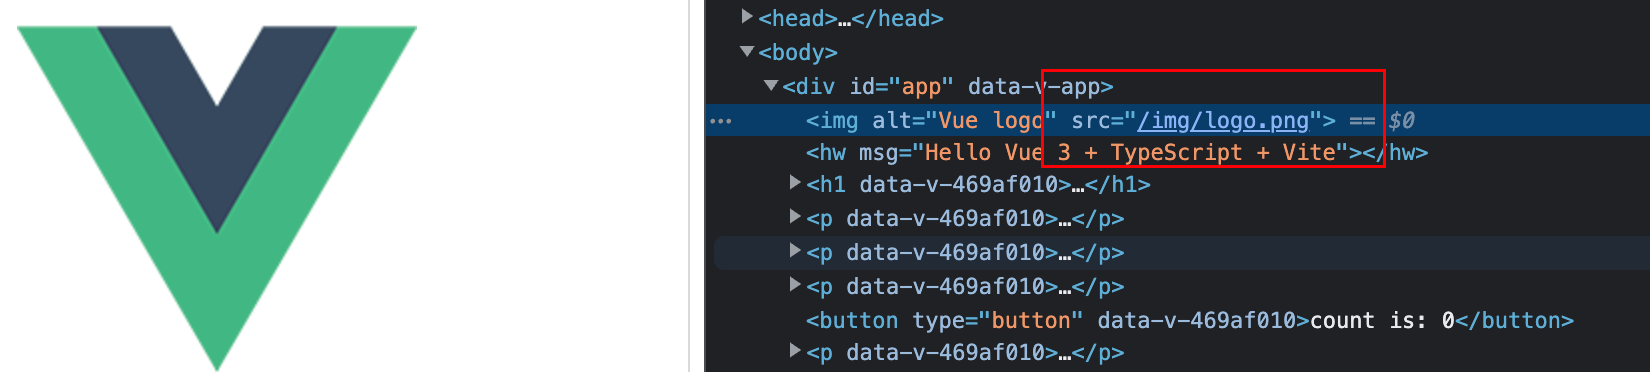 <head>…</head>
<body>
<div id="app" data-v-app>
<img alt="Vue logo" src="/img/logo.png"> == $0
<hw msg="Hello Vue 3 + TypeScript + Vite"></hw>
<h1 data-v-469af010>…</h1>
<p data-v-469af010>…</p>
<p data-v-469af010>…</p>
<p data-v-469af010>…</p>
<button type="button" data-v-469af010>count is: 0</button>
<p data-v-469af010>…</p>